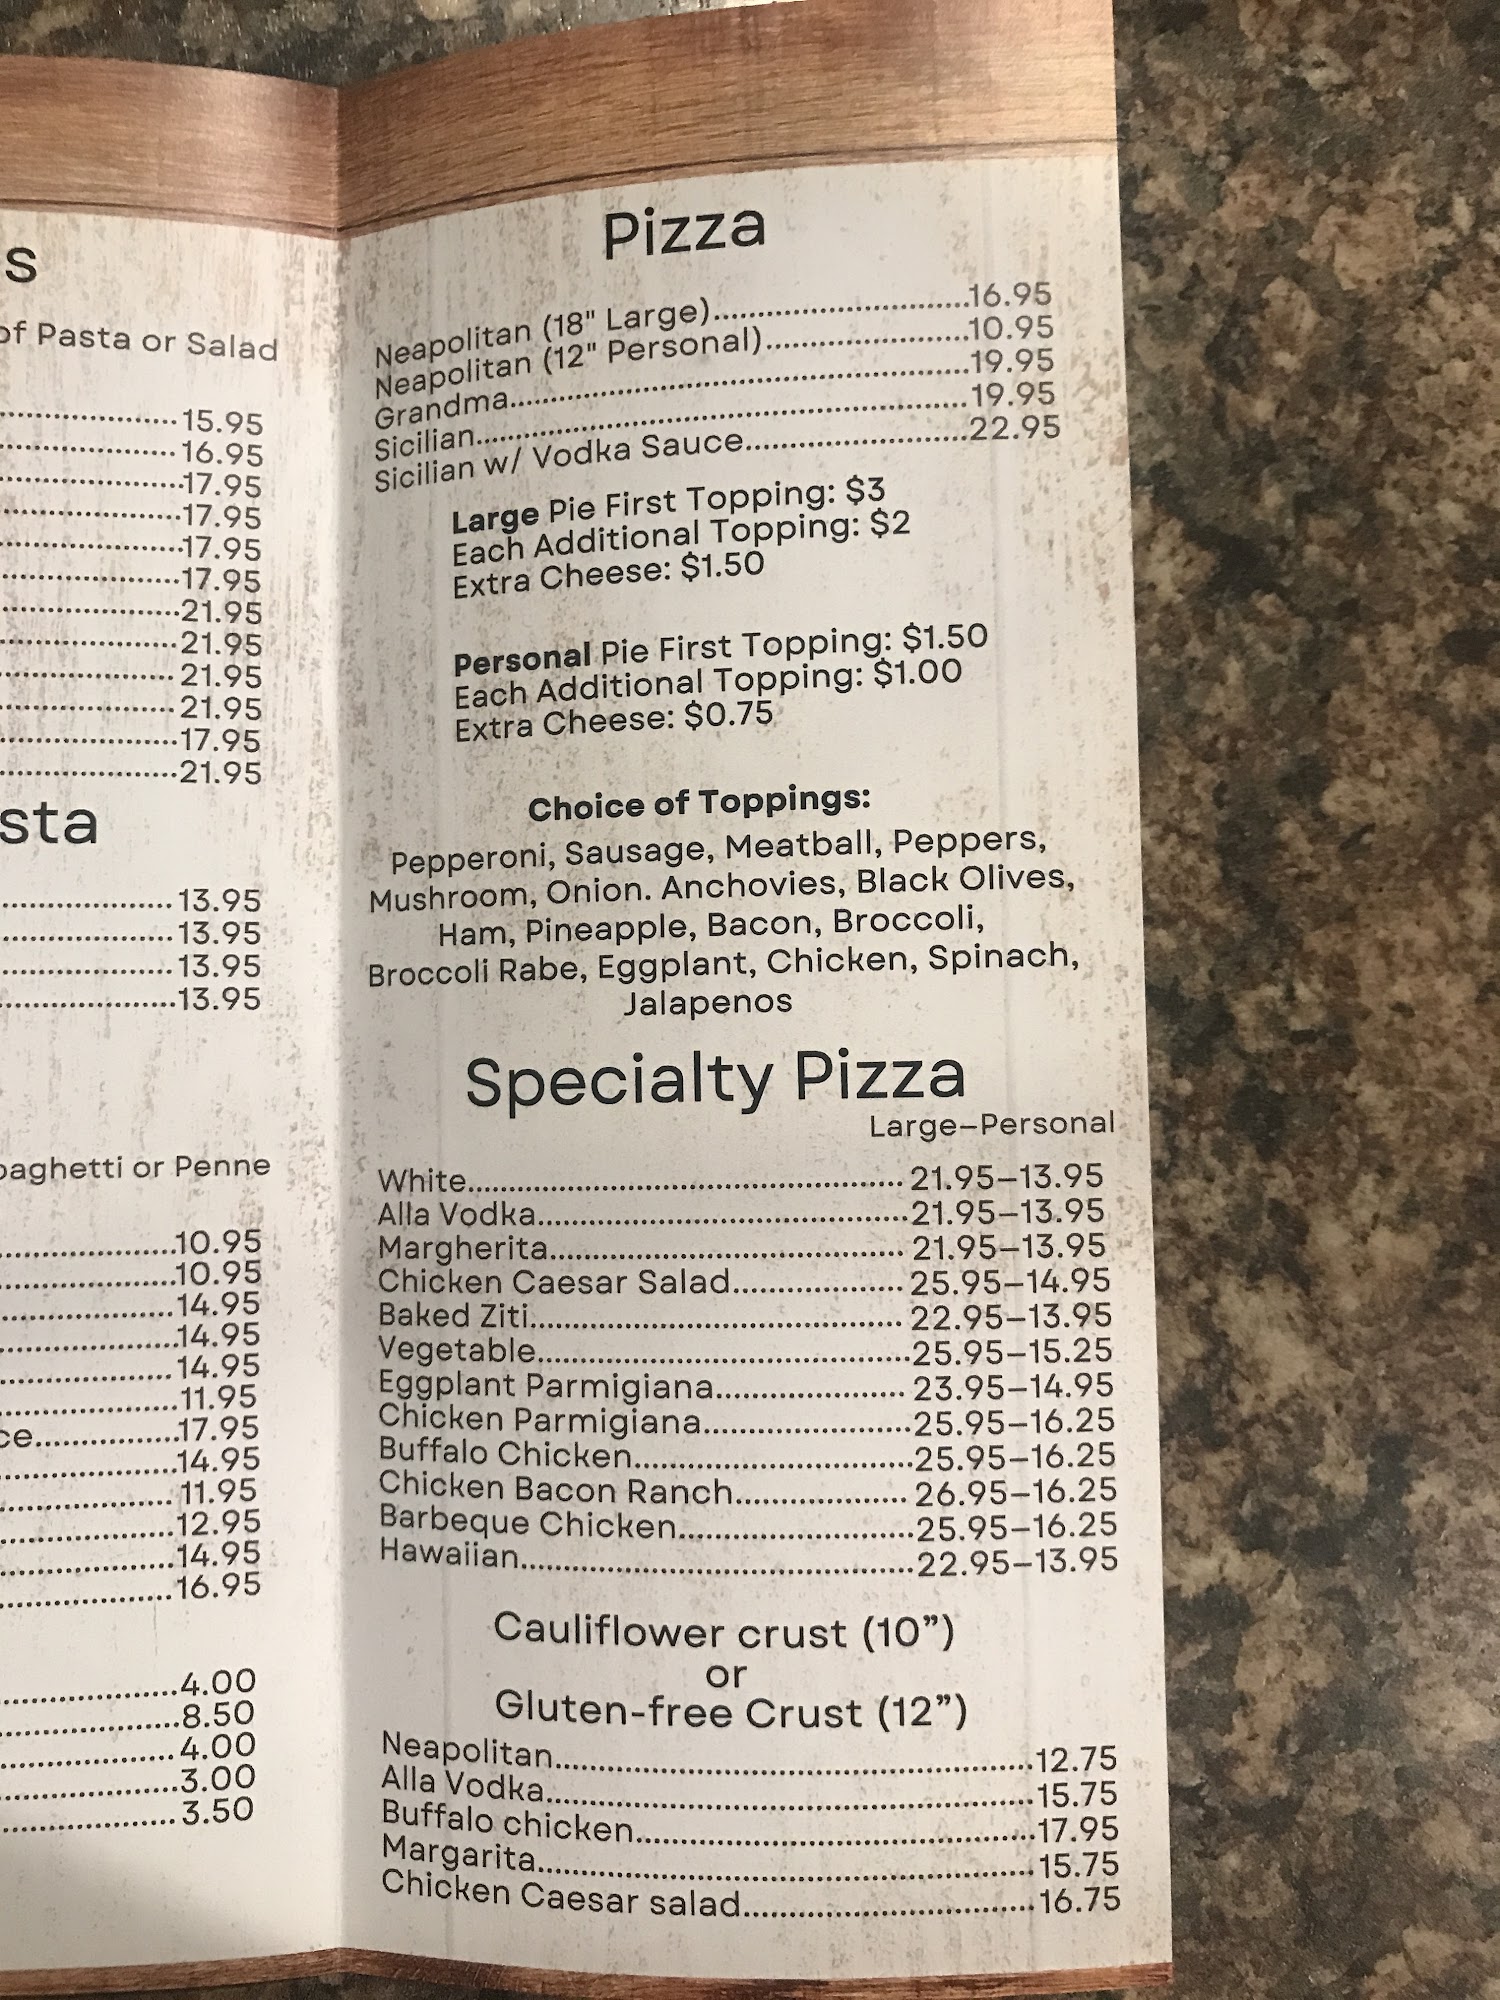 s
of Pasta or Salad
15.95
16.95
17.95
17.95
17.95
17.95
21.95
21.95
21.95
21.95
17.95
21.95
sta
13.95
13.95
13.95
13.95
paghetti or Penne
10.95
10.95
14.95
14.95
14.95
11.95
ce 17.95
14.95
11.95
12.95
14.95
16.95
4.00
8.50
4.00
3.00
3.50
Pizza
Neapolitan (18" Large) 16.95
Neapolitan (12" Personal) 10.95
Grandma 19.95
Sicilian 19.95
Sicilian w/ Vodka Sauce 22.95
Large Pie First Topping: $3
Each Additional Topping: $2
Extra Cheese: $1.50
Personal Pie First Topping: $1.50
Each Additional Topping: $1.00
Extra Cheese: $0.75
Choice of Toppings:
Pepperoni, Sausage, Meatball, Peppers,
Mushroom, Onion. Anchovies, Black Olives,
Ham, Pineapple, Bacon, Broccoli,
Broccoli Rabe, Eggplant, Chicken, Spinach,
Jalapenos
Specialty Pizza
Large–Personal
White 21.95–13.95
Alla Vodka 21.95–13.95
Margherita 21.95–13.95
Chicken Caesar Salad 25.95–14.95
Baked Ziti 22.95–13.95
Vegetable 25.95–15.25
Eggplant Parmigiana 23.95–14.95
Chicken Parmigiana 25.95–16.25
Buffalo Chicken 25.95–16.25
Chicken Bacon Ranch 26.95–16.25
Barbeque Chicken 25.95–16.25
Hawaiian 22.95–13.95
Cauliflower crust (10”)
or
Gluten-free Crust (12”)
Neapolitan 12.75
Alla Vodka 15.75
Buffalo chicken 17.95
Margarita 15.75
Chicken Caesar salad 16.75